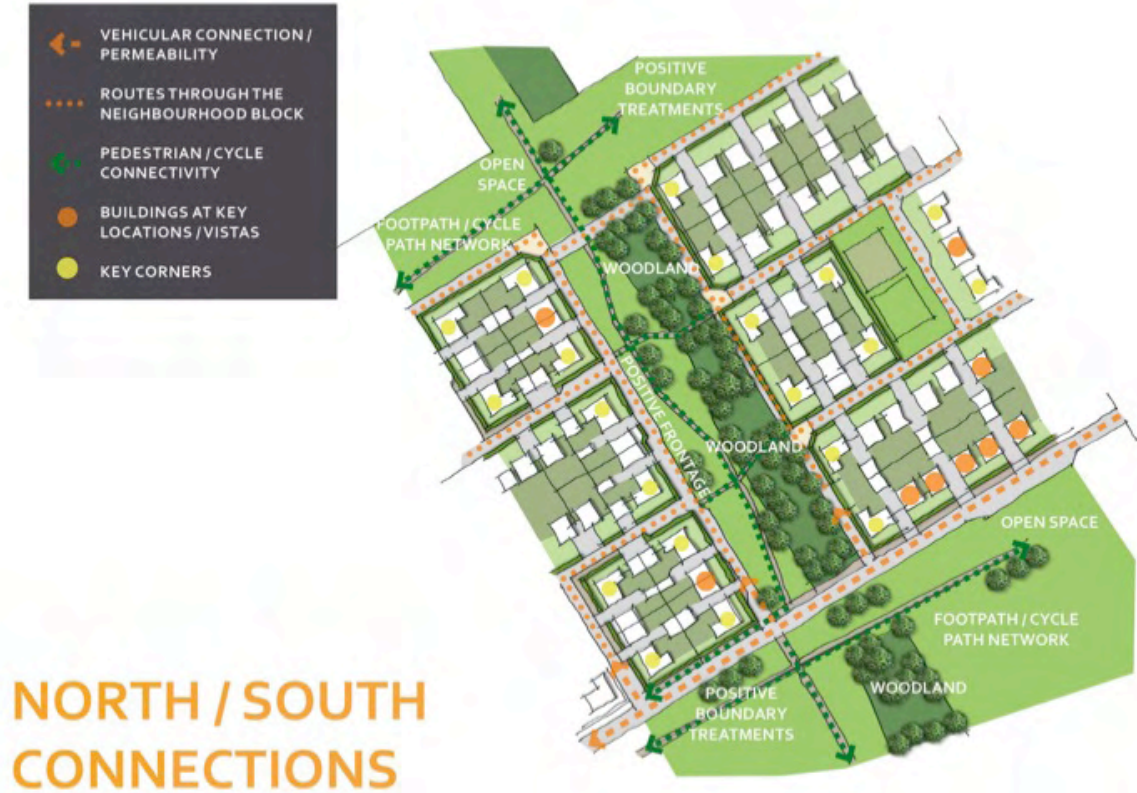 VEHICULAR CONNECTION /
PERMEABILITY
ROUTES THROUGH THE
NEIGHBOURHOOD BLOCK
PEDESTRIAN / CYCLE
CONNECTIVITY
BUILDINGS AT KEY
LOCATIONS / VISTAS
KEY CORNERS
POSITIVE
BOUNDARY
TREATMENTS
OPEN
SPACE
FOOTPATH / CYCLE
PATH NETWORK
WOODLAND
POSITIVE FRONTAGE
WOODLAND
OPEN SPACE
FOOTPATH / CYCLE
PATH NETWORK
WOODLAND
POSITIVE
BOUNDARY
TREATMENTS
NORTH / SOUTH
CONNECTIONS